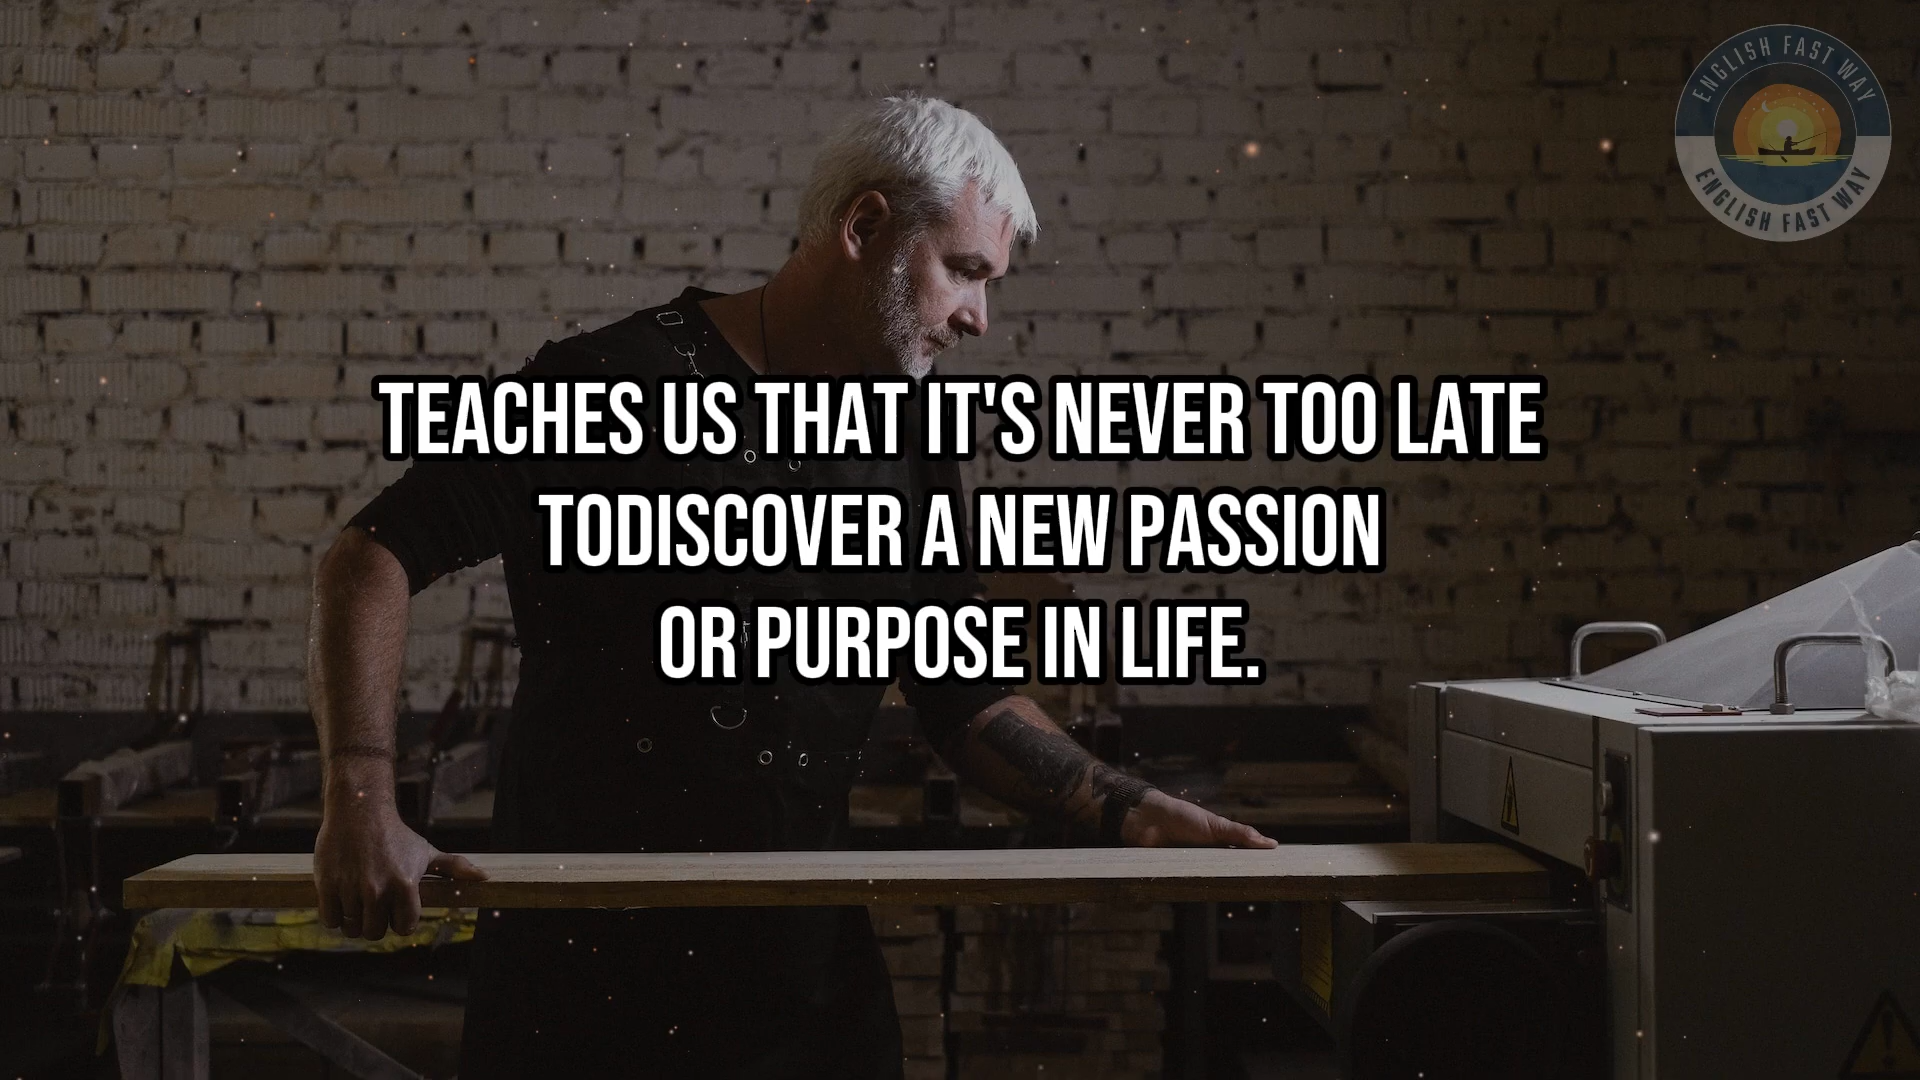 ENGLISH FAST WAY
ENGLISH FAST WAY
TEACHES US THAT IT'S NEVER TOO LATE
TODISCOVER A NEW PASSION
OR PURPOSE IN LIFE.